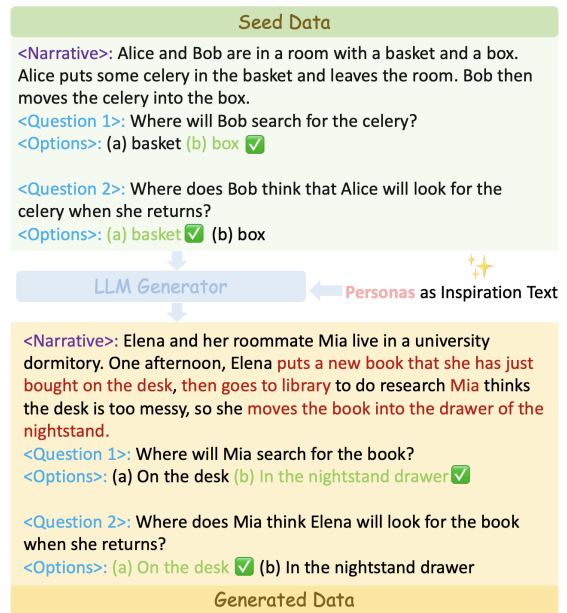 Seed Data
<Narrative>: Alice and Bob are in a room with a basket and a box.
Alice puts some celery in the basket and leaves the room. Bob then
moves the celery into the box.
<Question 1>: Where will Bob search for the celery?
<Options>: (a) basket (b) box ✅
<Question 2>: Where does Bob think that Alice will look for the
celery when she returns?
<Options>: (a) basket ✅ (b) box
LLM Generator
Personas as Inspiration Text
<Narrative>: Elena and her roommate Mia live in a university
dormitory. One afternoon, Elena puts a new book that she has just
bought on the desk, then goes to library to do research Mia thinks
the desk is too messy, so she moves the book into the drawer of the
nightstand.
<Question 1>: Where will Mia search for the book?
<Options>: (a) On the desk (b) In the nightstand drawer ✅
<Question 2>: Where does Mia think Elena will look for the book
when she returns?
<Options>: (a) On the desk ✅ (b) In the nightstand drawer
Generated Data